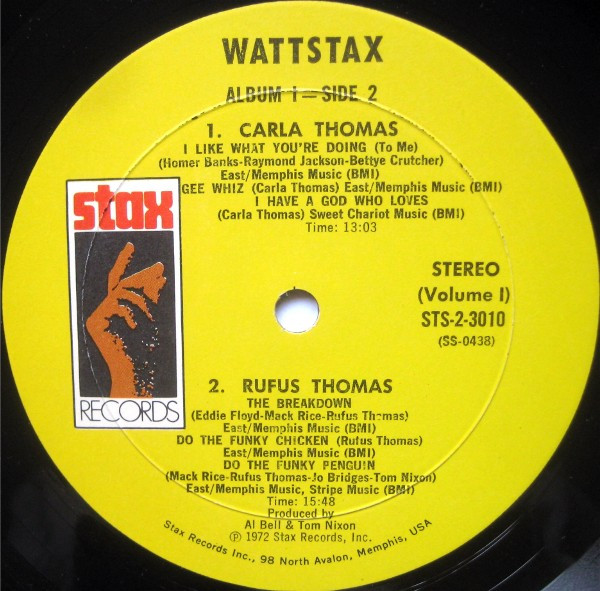 WATTSTAX
ALBUM 1—SIDE 2
1. CARLA THOMAS
I LIKE WHAT YOU'RE DOING (To Me)
(Homer Banks-Raymond Jackson-Bettye Crutcher)
East/Memphis Music (BMI)
GEE WHIZ (Carla Thomas) East/Memphis Music (BMI)
I HAVE A GOD WHO LOVES
(Carla Thomas) Sweet Chariot Music (BMI)
Time: 13:03
stax
RECORDS
STEREO
(Volume I)
STS-2-3010
(SS-0438)
2. RUFUS THOMAS
THE BREAKDOWN
(Eddie Floyd-Mack Rice-Rufus Thomas)
East/Memphis Music (BMI)
DO THE FUNKY CHICKEN (Rufus Thomas)
East/Memphis Music (BMI)
DO THE FUNKY PENGUIN
(Mack Rice-Rufus Thomas-Jo Bridges-Tom Nixon)
East/Memphis Music, Stripe Music (BMI)
Time: 15:48
Produced by
Al Bell & Tom Nixon
Ⓟ 1972 Stax Records, Inc.
Stax Records Inc., 98 North Avalon, Memphis, USA